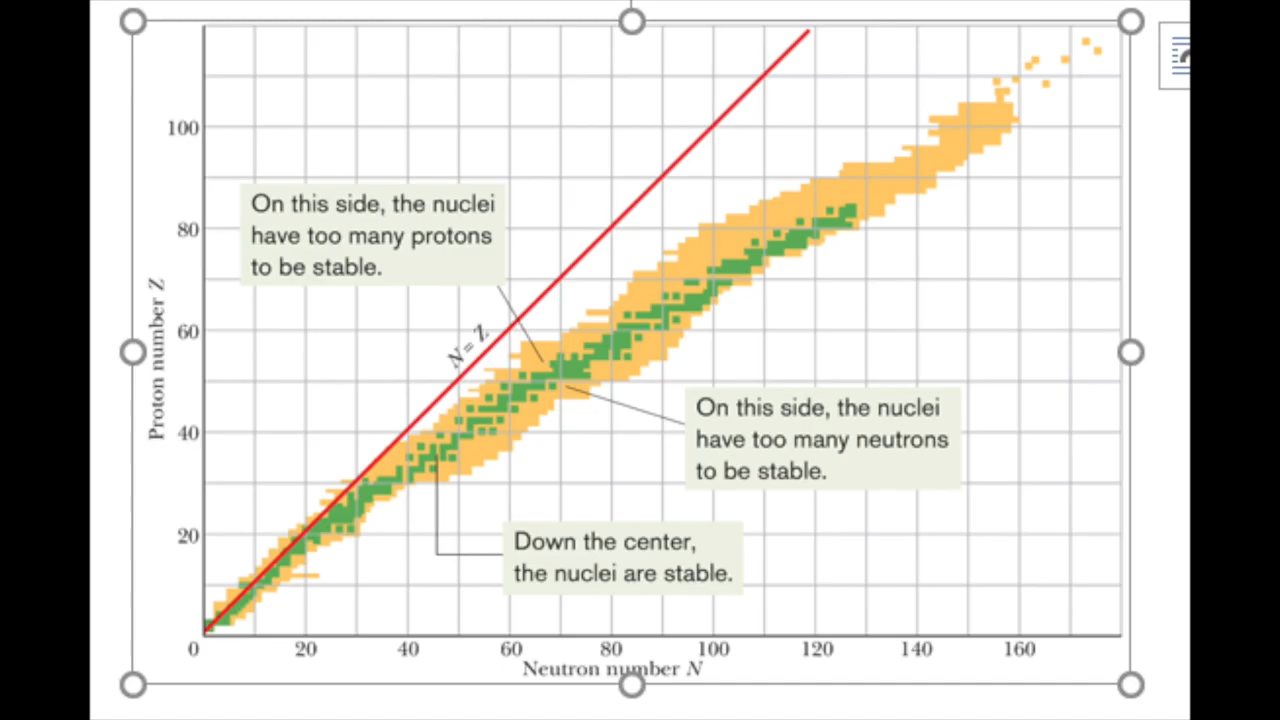 100
80
60
40
20
0
20
40
60
80
100
120
140
160
Proton number Z
Neutron number N
N = Z
On this side, the nuclei
have too many protons
to be stable.
On this side, the nuclei
have too many neutrons
to be stable.
Down the center,
the nuclei are stable.